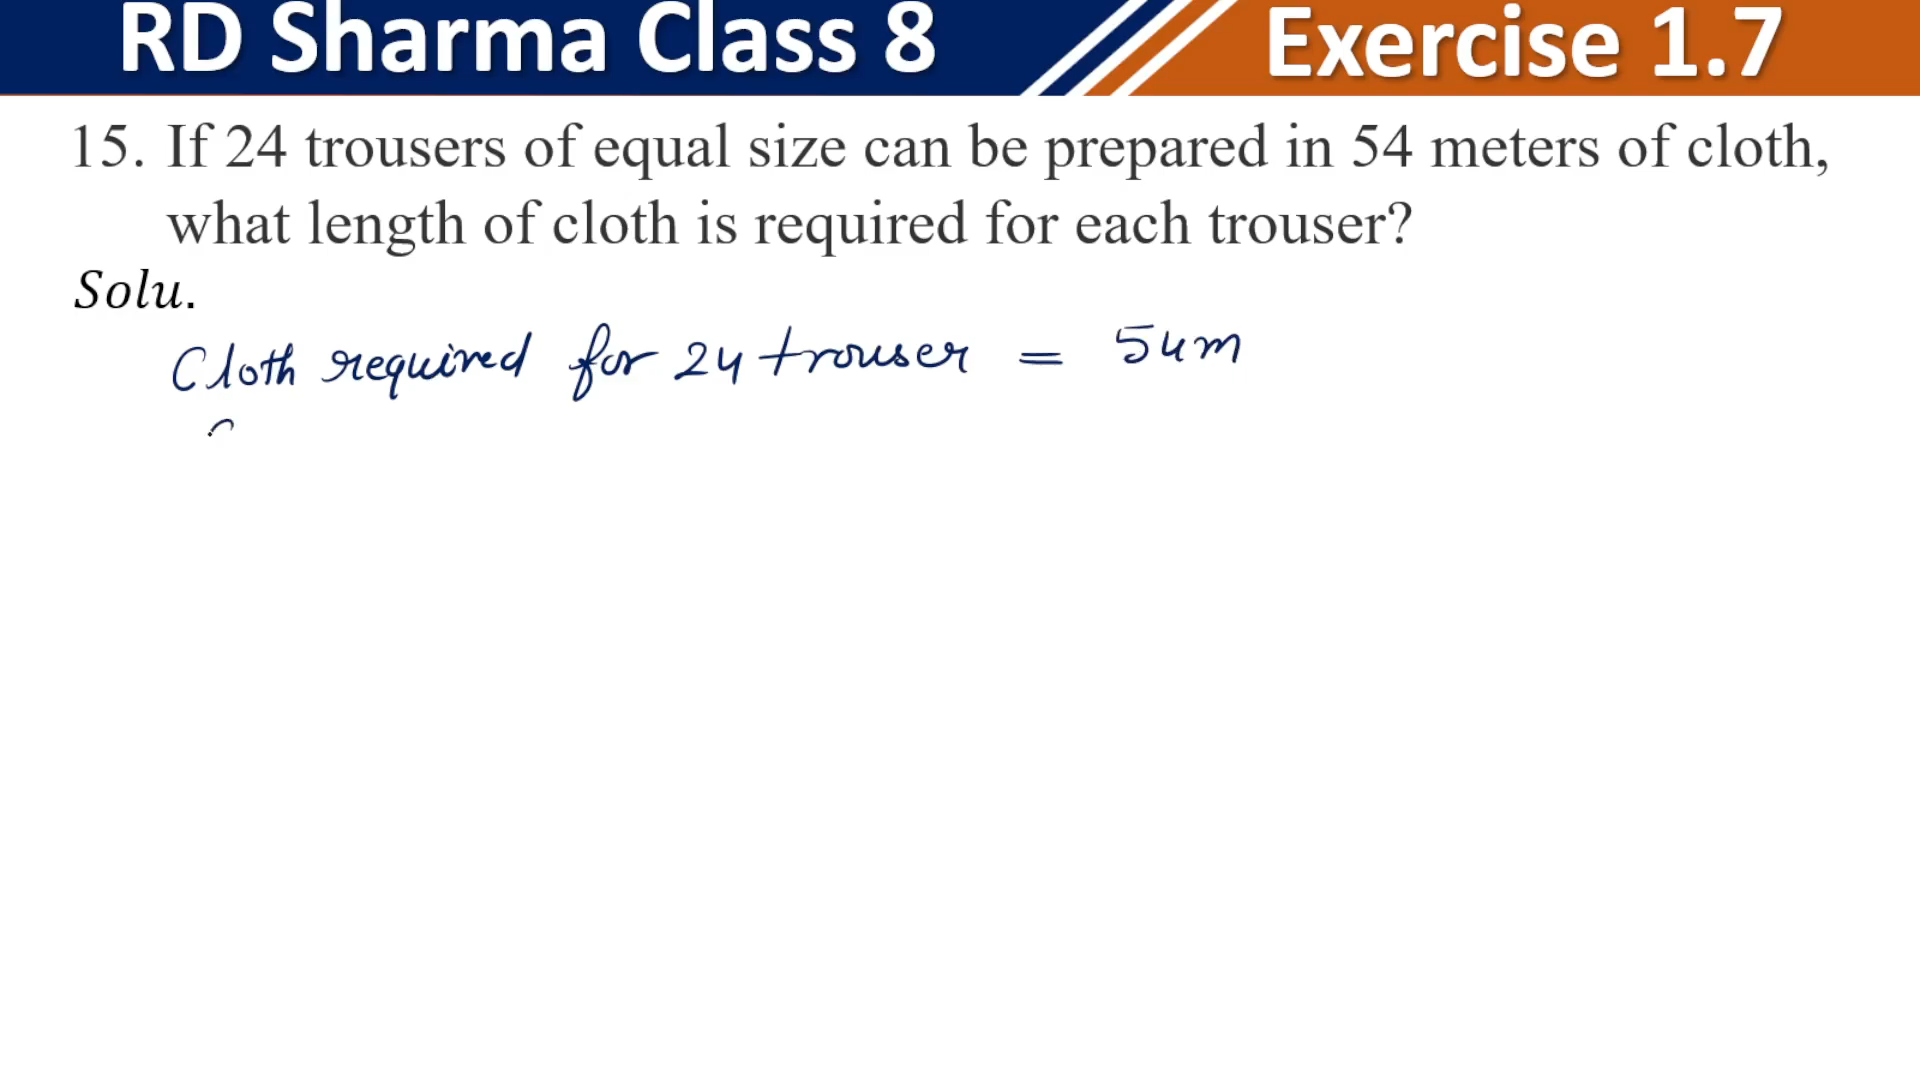 RD Sharma Class 8 Exercise 1.7
15. If 24 trousers of equal size can be prepared in 54 meters of cloth,
what length of cloth is required for each trouser?
Solu.
Cloth required for 24 trouser = 54m